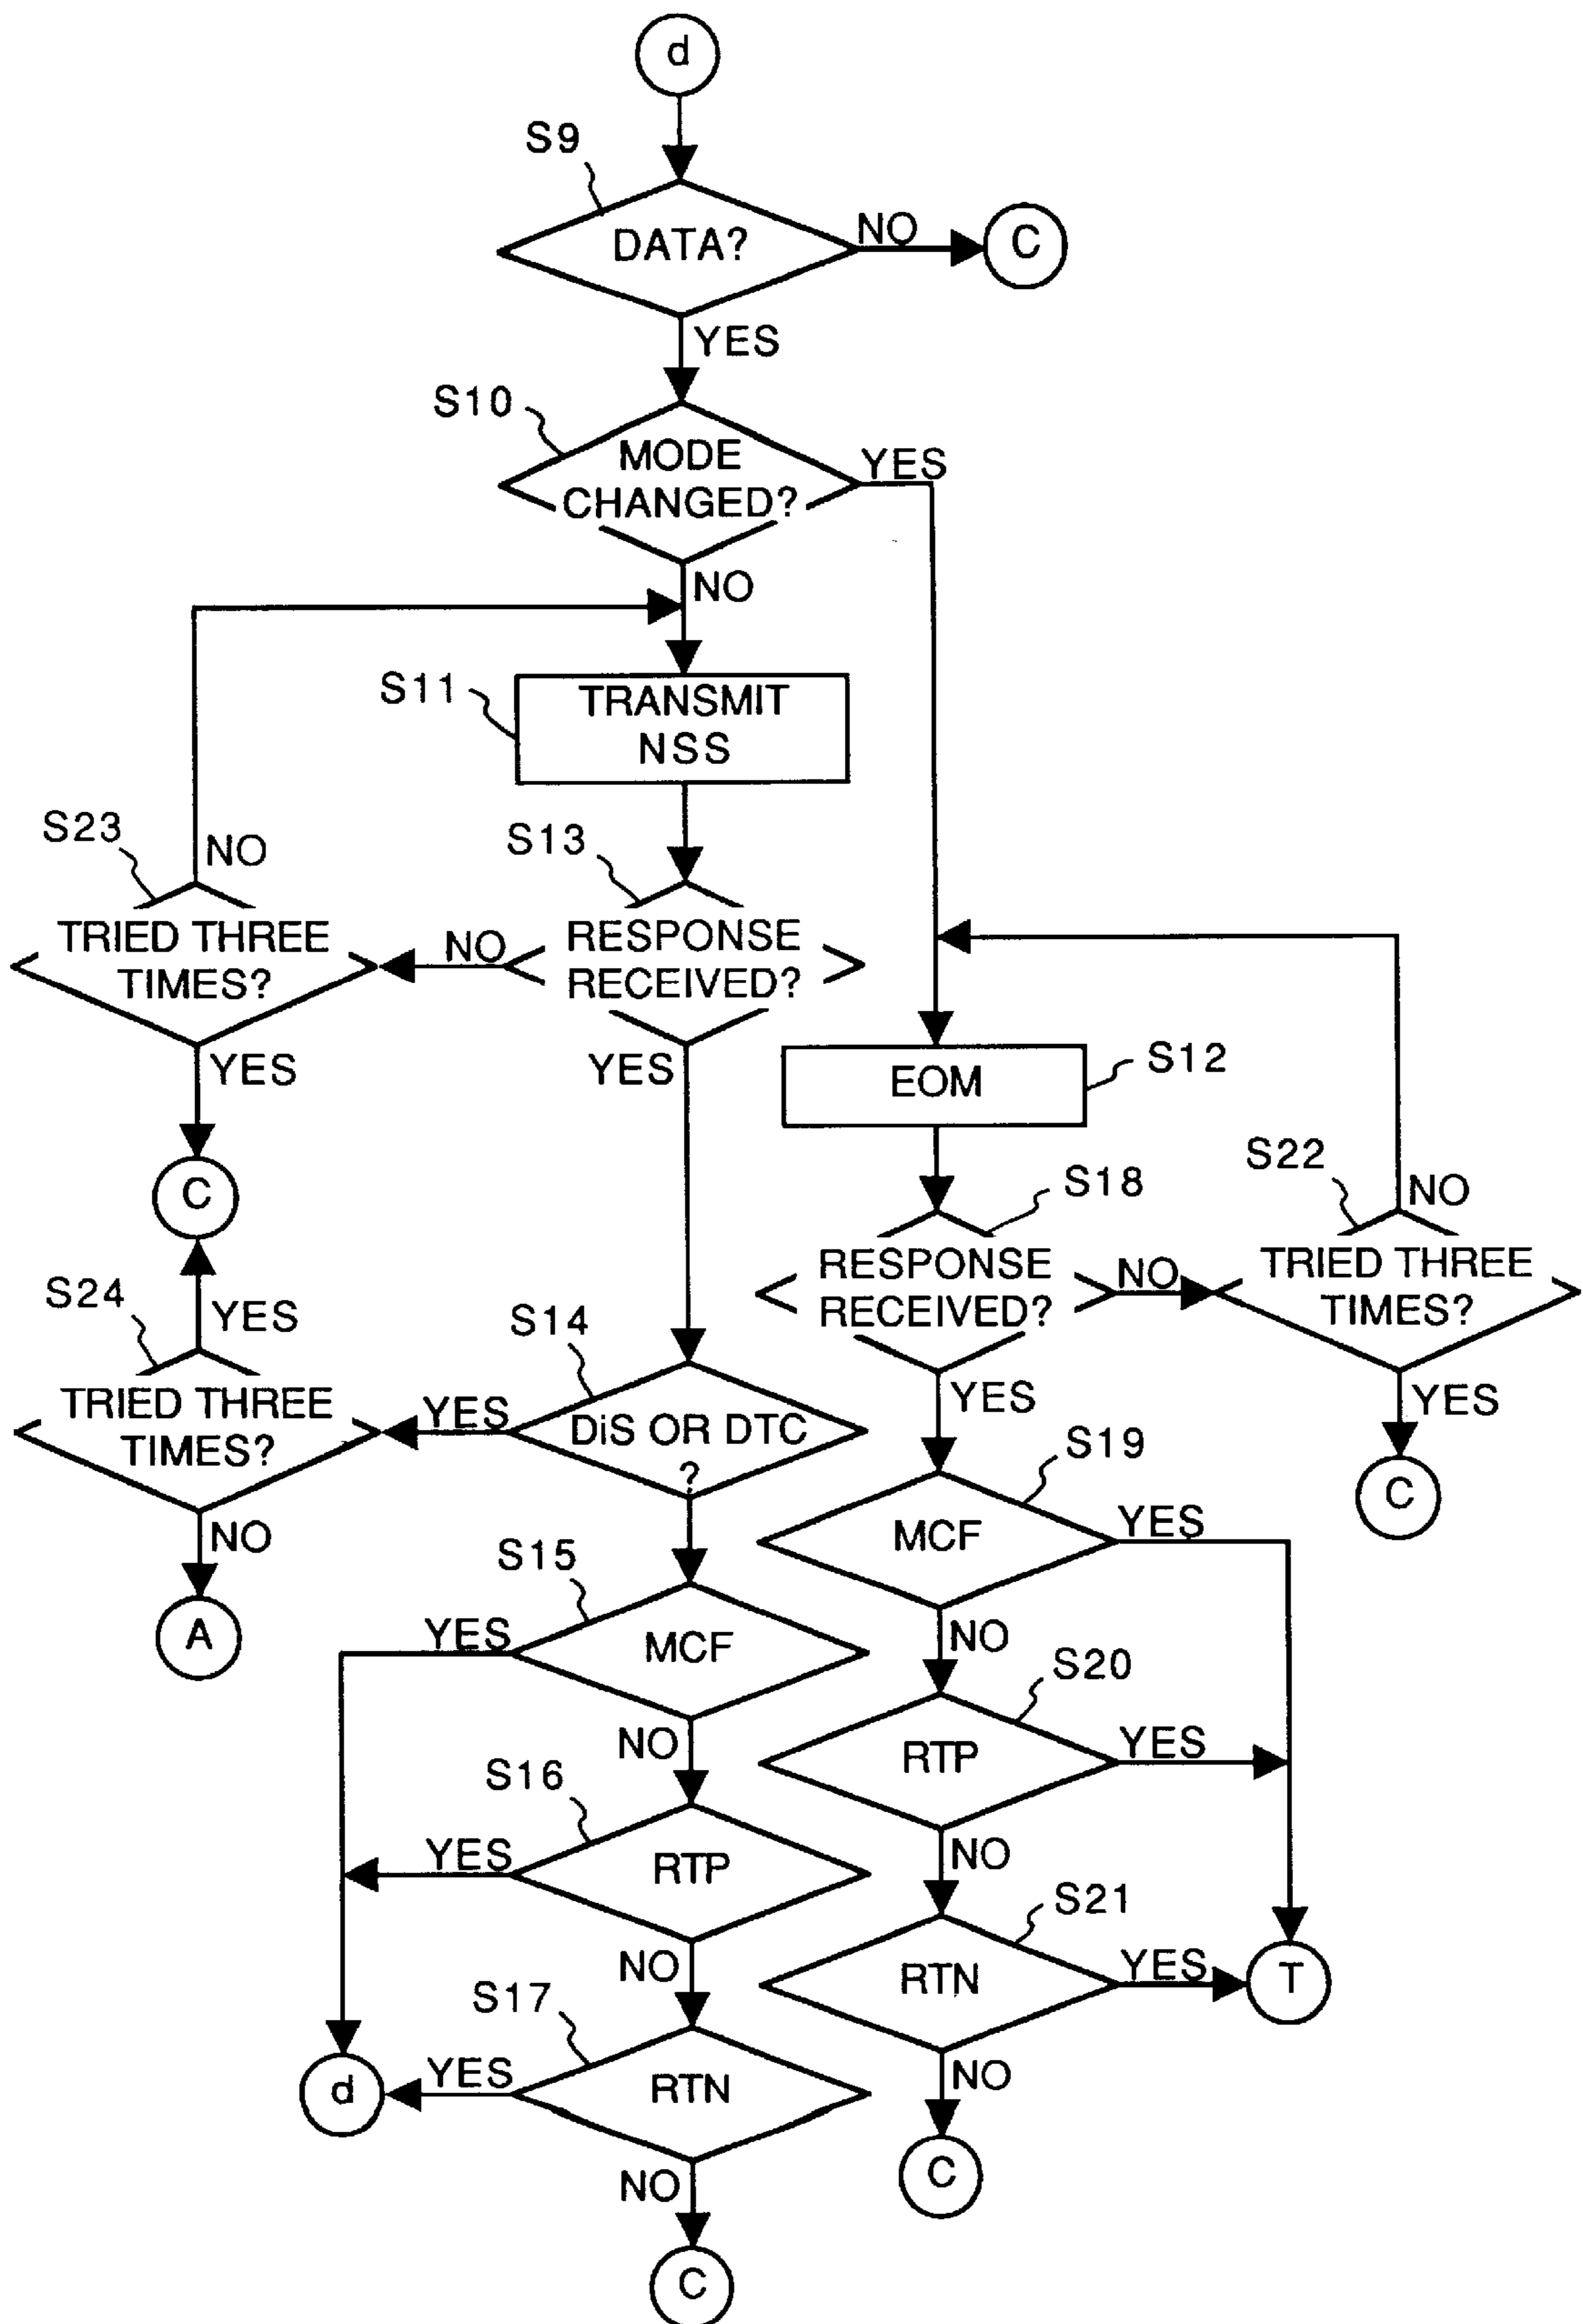 d
S9
DATA?
NO
C
YES
S10
MODE
CHANGED?
YES
NO
S11
TRANSMIT
NSS
S23
NO
S13
TRIED THREE
TIMES?
NO
RESPONSE
RECEIVED?
YES
YES
EOM
S12
C
S18
S22
NO
RESPONSE
RECEIVED?
NO
TRIED THREE
TIMES?
S24
YES
S14
YES
YES
C
TRIED THREE
TIMES?
YES
DiS OR DTC
?
S19
MCF
YES
NO
A
S15
YES
MCF
NO
S20
RTP
YES
NO
S16
YES
RTP
NO
S21
RTN
YES
T
NO
S17
d
YES
RTN
NO
C
NO
C